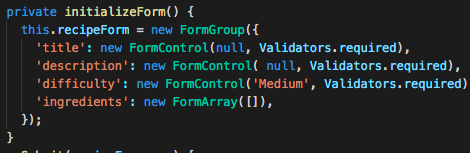 private initializeForm() {
this.recipeForm = new FormGroup({
'title': new FormControl(null, Validators.required),
'description': new FormControl( null, Validators.required),
'difficulty': new FormControl('Medium', Validators.required)
'ingredients': new FormArray([]),
});
}